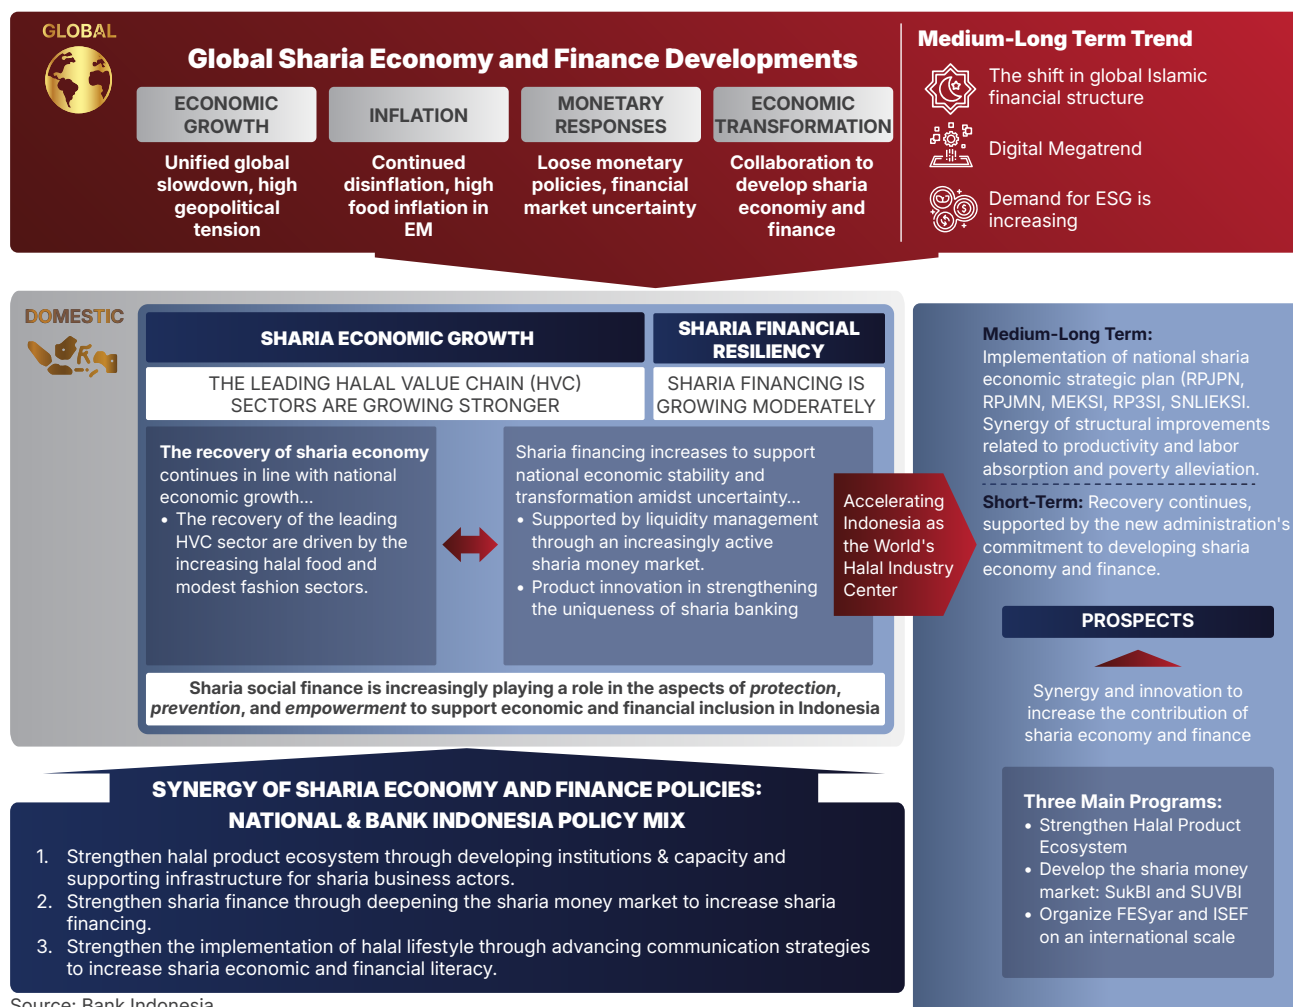 GLOBAL
Global Sharia Economy and Finance Developments
ECONOMIC
GROWTH
Unified global
slowdown, high
geopolitical
tension
INFLATION
Continued
disinflation, high
food inflation in
EM
MONETARY
RESPONSES
Loose monetary
policies, financial
market uncertainty
ECONOMIC
TRANSFORMATION
Collaboration to
develop sharia
economiy and
finance
Medium-Long Term Trend
The shift in global Islamic
financial structure
Digital Megatrend
Demand for ESG is
increasing
DOMESTIC
SHARIA ECONOMIC GROWTH
THE LEADING HALAL VALUE CHAIN (HVC)
SECTORS ARE GROWING STRONGER
SHARIA FINANCIAL
RESILIENCY
SHARIA FINANCING IS
GROWING MODERATELY
The recovery of sharia economy
continues in line with national
economic growth...
• The recovery of the leading
HVC sector are driven by the
increasing halal food and
modest fashion sectors.
Sharia financing increases to support
national economic stability and
transformation amidst uncertainty...
• Supported by liquidity management
through an increasingly active
sharia money market.
• Product innovation in strengthening
the uniqueness of sharia banking
Sharia social finance is increasingly playing a role in the aspects of protection,
prevention, and empowerment to support economic and financial inclusion in Indonesia
Accelerating
Indonesia as
the World's
Halal Industry
Center
Medium-Long Term:
Implementation of national sharia
economic strategic plan (RPJPN,
RPJMN, MEKSI, RP3SI, SNLIEKSI.
Synergy of structural improvements
related to productivity and labor
absorption and poverty alleviation.
Short-Term: Recovery continues,
supported by the new administration's
commitment to developing sharia
economy and finance.
PROSPECTS
Synergy and innovation to
increase the contribution of
sharia economy and finance
Three Main Programs:
• Strengthen Halal Product
Ecosystem
• Develop the sharia money
market: SukBI and SUVBI
• Organize FESyar and ISEF
on an international scale
SYNERGY OF SHARIA ECONOMY AND FINANCE POLICIES:
NATIONAL & BANK INDONESIA POLICY MIX
1. Strengthen halal product ecosystem through developing institutions & capacity and
supporting infrastructure for sharia business actors.
2. Strengthen sharia finance through deepening the sharia money market to increase sharia
financing.
3. Strengthen the implementation of halal lifestyle through advancing communication strategies
to increase sharia economic and financial literacy.
Source: Bank Indonesia